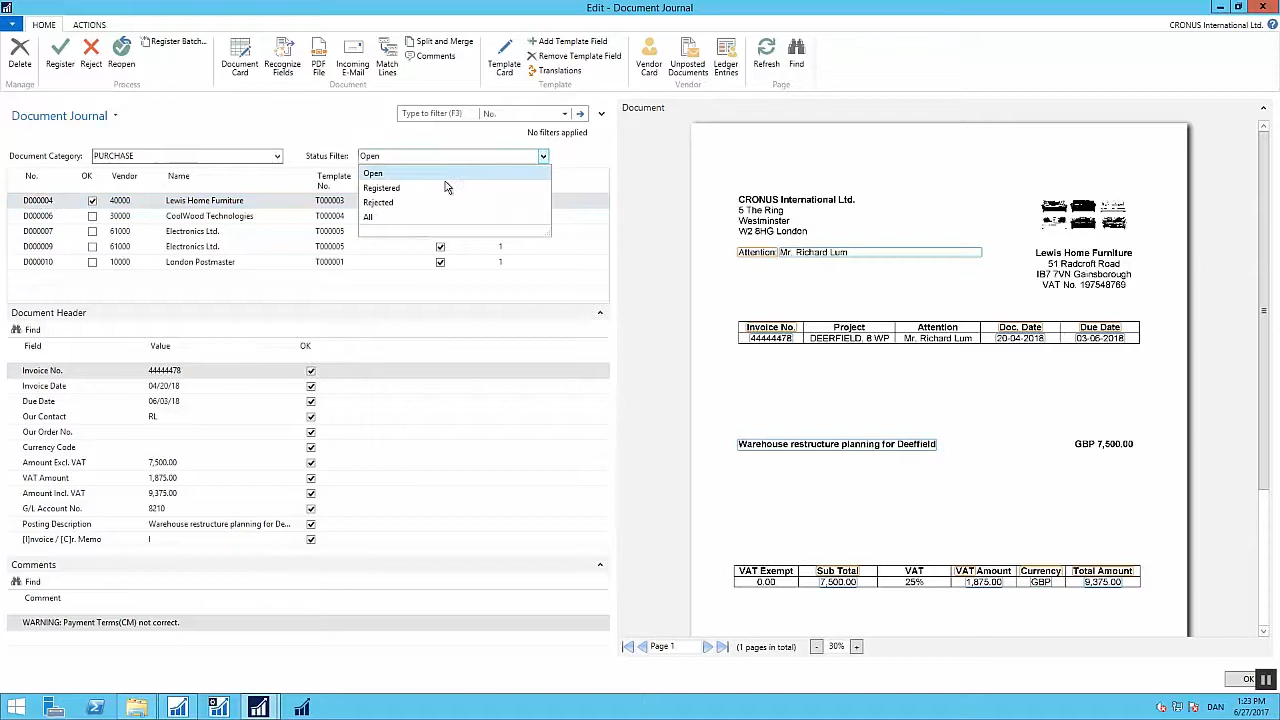 Edit - Document Journal
HOME
ACTIONS
CRONUS International Ltd.
Delete
Register
Reject
Reopen
Register Batch...
Document Card
Recognize Fields
PDF File
Incoming E-Mail
Match Lines
Split and Merge
Comments
Template Card
Add Template Field
Remove Template Field
Translations
Vendor Card
Unposted Documents
Ledger Entries
Refresh
Find
Manage
Process
Document
Template
Vendor
Page
Document Journal
Type to filter (F3)
No.
No filters applied
Document Category:
PURCHASE
Status Filter:
Open
Open
Registered
Rejected
All
No.
OK
Vendor
Name
Template No.
D000004 40000 Lewis Home Furniture T000003
D000006 30000 CoolWood Technologies T000004
D000007 61000 Electronics Ltd. T000005
D000009 61000 Electronics Ltd. T000005 1
D000010 10000 London Postmaster T000001 1
Document Header
Find
Field Value OK
Invoice No. 44444478
Invoice Date 04/20/18
Due Date 06/03/18
Our Contact RL
Our Order No.
Currency Code
Amount Excl. VAT 7,500.00
VAT Amount 1,875.00
Amount Incl. VAT 9,375.00
G/L Account No. 8210
Posting Description Warehouse restructure planning for De...
[I]nvoice / [C]r. Memo I
Comments
Find
Comment
WARNING: Payment Terms(CM) not correct.
Document
CRONUS International Ltd.
5 The Ring
Westminster
W2 8HG London
Attention: Mr. Richard Lum
Lewis Home Furniture
51 Radcroft Road
IB7 7VN Gainsborough
VAT No. 197548769
Invoice No. Project Attention Doc. Date Due Date
44444478 DEERFIELD, 8 WP Mr. Richard Lum 20-04-2018 03-06-2018
Warehouse restructure planning for Deeffield GBP 7,500.00
VAT Exempt Sub Total VAT VAT Amount Currency Total Amount
0.00 7,500.00 25% 1,875.00 GBP 9,375.00
Page 1
(1 pages in total)
- 30% +
OK
DAN
1:23 PM
6/27/2017